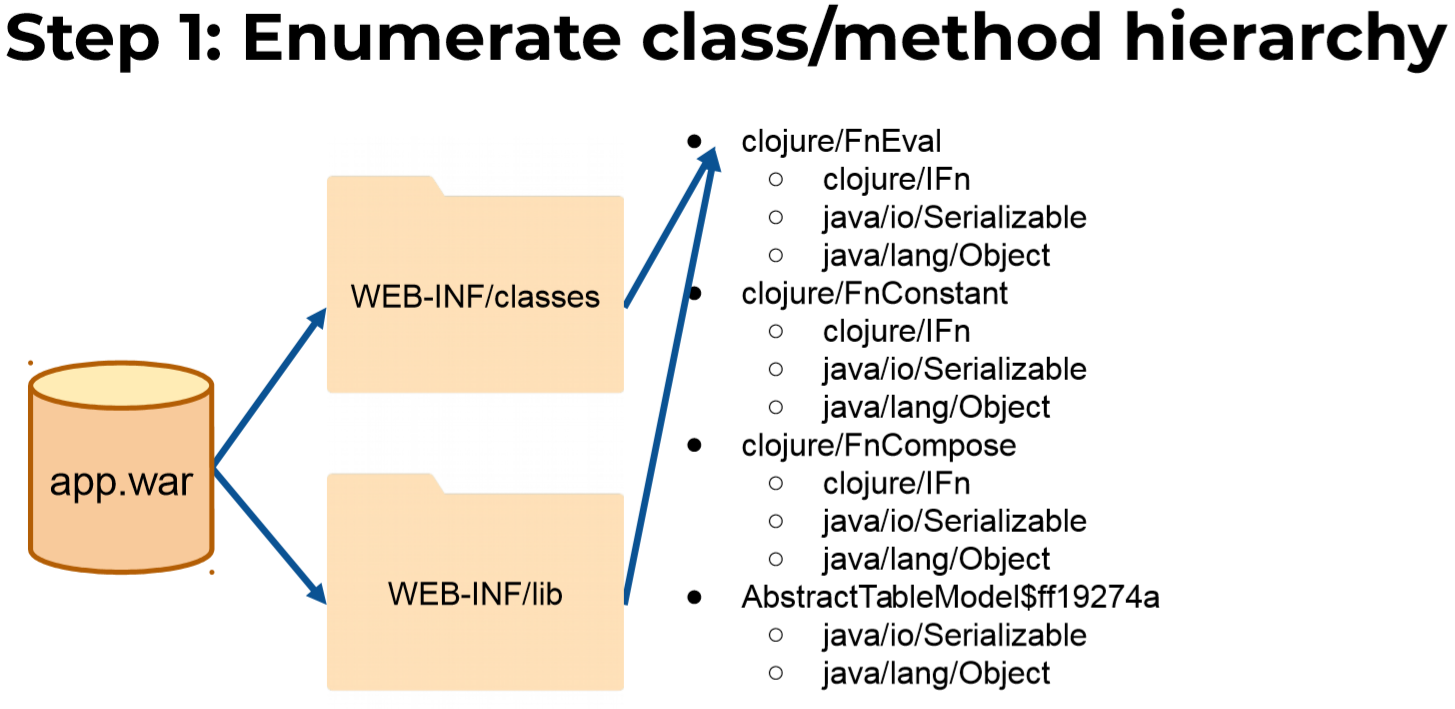 Step 1: Enumerate class/method hierarchy
app.war
WEB-INF/classes
WEB-INF/lib
● clojure/FnEval
○ clojure/IFn
○ java/io/Serializable
○ java/lang/Object
● clojure/FnConstant
○ clojure/IFn
○ java/io/Serializable
○ java/lang/Object
● clojure/FnCompose
○ clojure/IFn
○ java/io/Serializable
○ java/lang/Object
● AbstractTableModel$ff19274a
○ java/io/Serializable
○ java/lang/Object